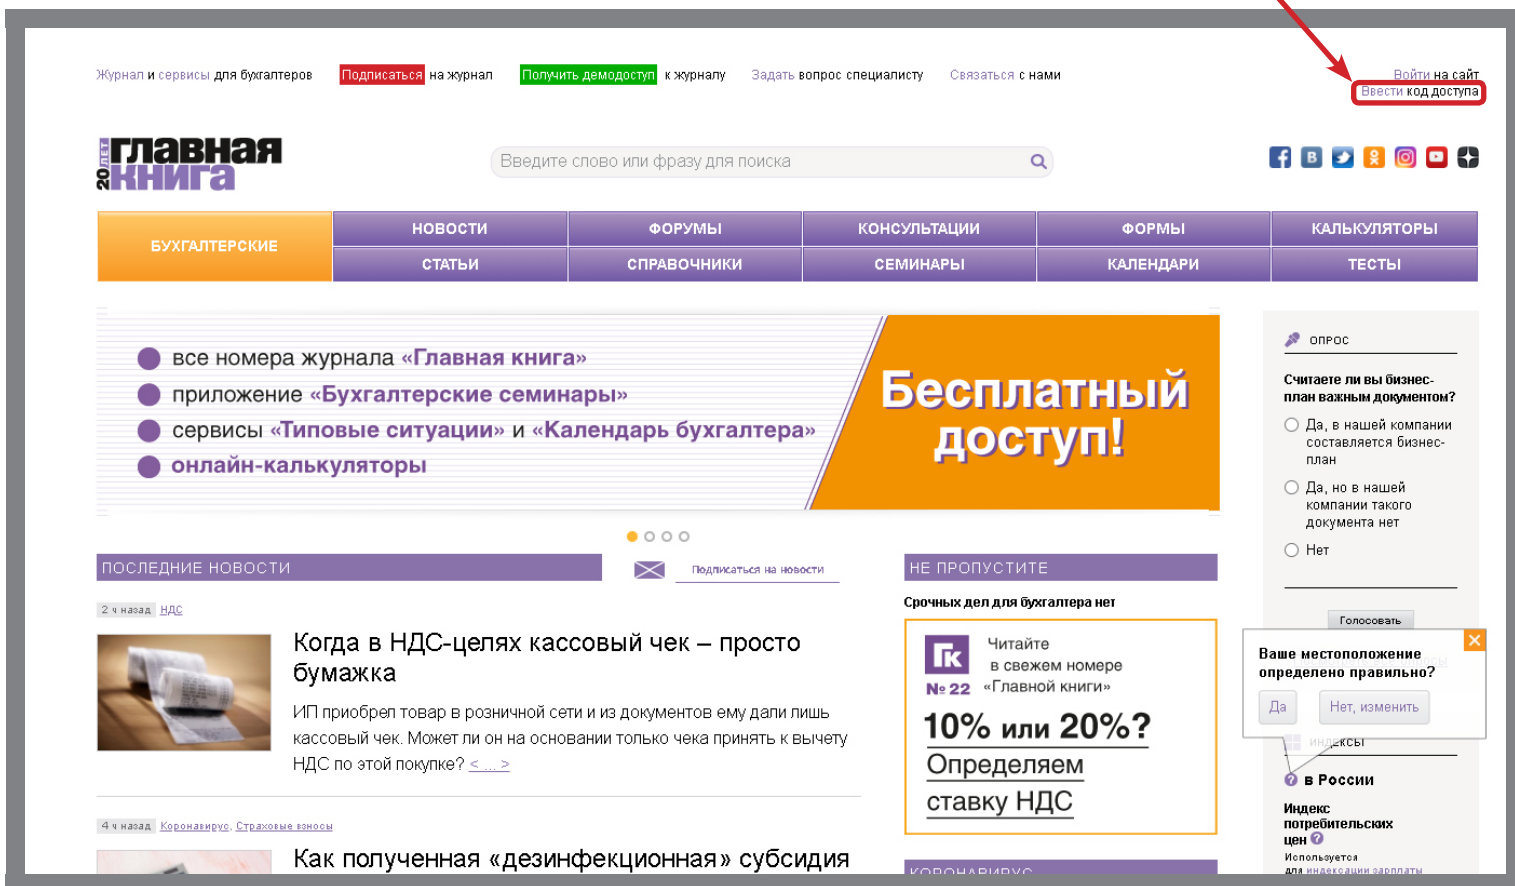 Журнал и сервисы для бухгалтеров
Подписаться на журнал
Получить демодоступ к журналу
Задать вопрос специалисту
Связаться с нами
Войти на сайт
Ввести код доступа
20 ЛЕТ
главная
книга
Введите слово или фразу для поиска
БУХГАЛТЕРСКИЕ
НОВОСТИ
ФОРУМЫ
КОНСУЛЬТАЦИИ
ФОРМЫ
КАЛЬКУЛЯТОРЫ
СТАТЬИ
СПРАВОЧНИКИ
СЕМИНАРЫ
КАЛЕНДАРИ
ТЕСТЫ
все номера журнала «Главная книга»
приложение «Бухгалтерские семинары»
сервисы «Типовые ситуации» и «Календарь бухгалтера»
онлайн-калькуляторы
Бесплатный
доступ!
ОПРОС
Считаете ли вы бизнес-
план важным документом?
Да, в нашей компании
составляется бизнес-
план
Да, но в нашей
компании такого
документа нет
Нет
Голосовать
ПОСЛЕДНИЕ НОВОСТИ
Подписаться на новости
2 ч назад НДС
Когда в НДС-целях кассовый чек – просто
бумажка
ИП приобрел товар в розничной сети и из документов ему дали лишь
кассовый чек. Может ли он на основании только чека принять к вычету
НДС по этой покупке? < ... >
4 ч назад Коронавирус, Страховые взносы
Как полученная «дезинфекционная» субсидия
НЕ ПРОПУСТИТЕ
Срочных дел для бухгалтера нет
Гк
№ 22
Читайте
в свежем номере
«Главной книги»
10% или 20%?
Определяем
ставку НДС
КОРОНАВИРУС
Ваше местоположение
определено правильно?
Да
Нет, изменить
ИНДЕКСЫ
в России
Индекс
потребительских
цен
Используется
для индексации зарплаты